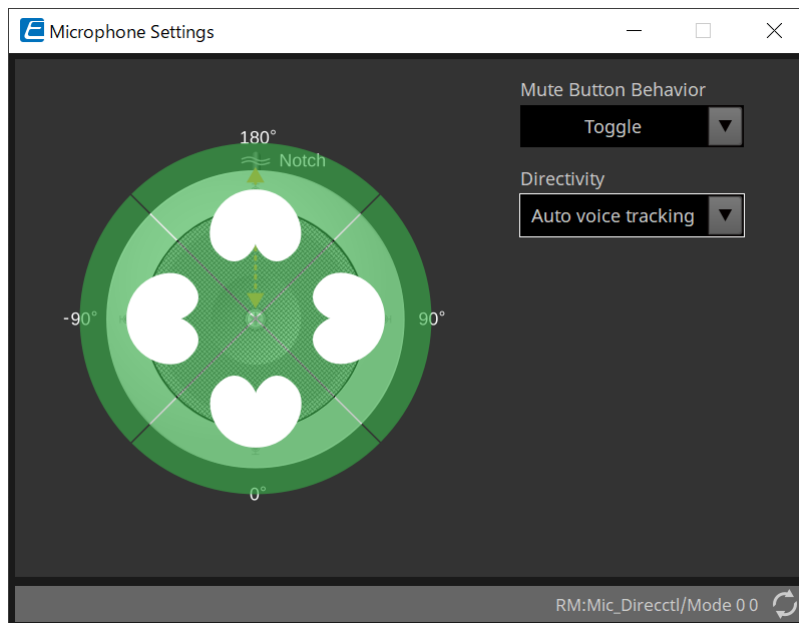 Microphone Settings
Mute Button Behavior
Toggle
Directivity
Auto voice tracking
180°
Notch
-90°
90°
0°
RM:Mic_Direcctl/Mode 0 0